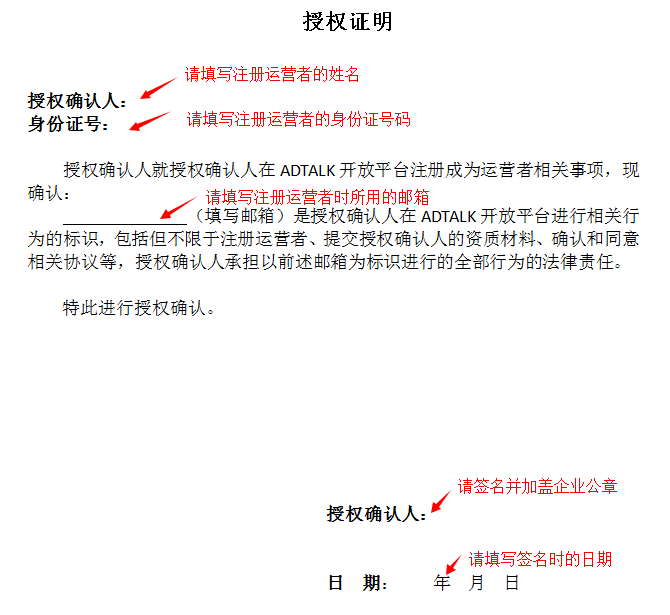 授权证明
请填写注册运营者的姓名
授权确认人：
身份证号：
请填写注册运营者的身份证号码
授权确认人就授权确认人在 ADTALK 开放平台注册成为运营者相关事项，现
确认：
请填写注册运营者时所用的邮箱
（填写邮箱）是授权确认人在 ADTALK 开放平台进行相关行
为的标识，包括但不限于注册运营者、提交授权确认人的资质材料、确认和同意
相关协议等，授权确认人承担以前述邮箱为标识进行的全部行为的法律责任。
特此进行授权确认。
请签名并加盖企业公章
授权确认人：
请填写签名时的日期
日 期： 年 月 日